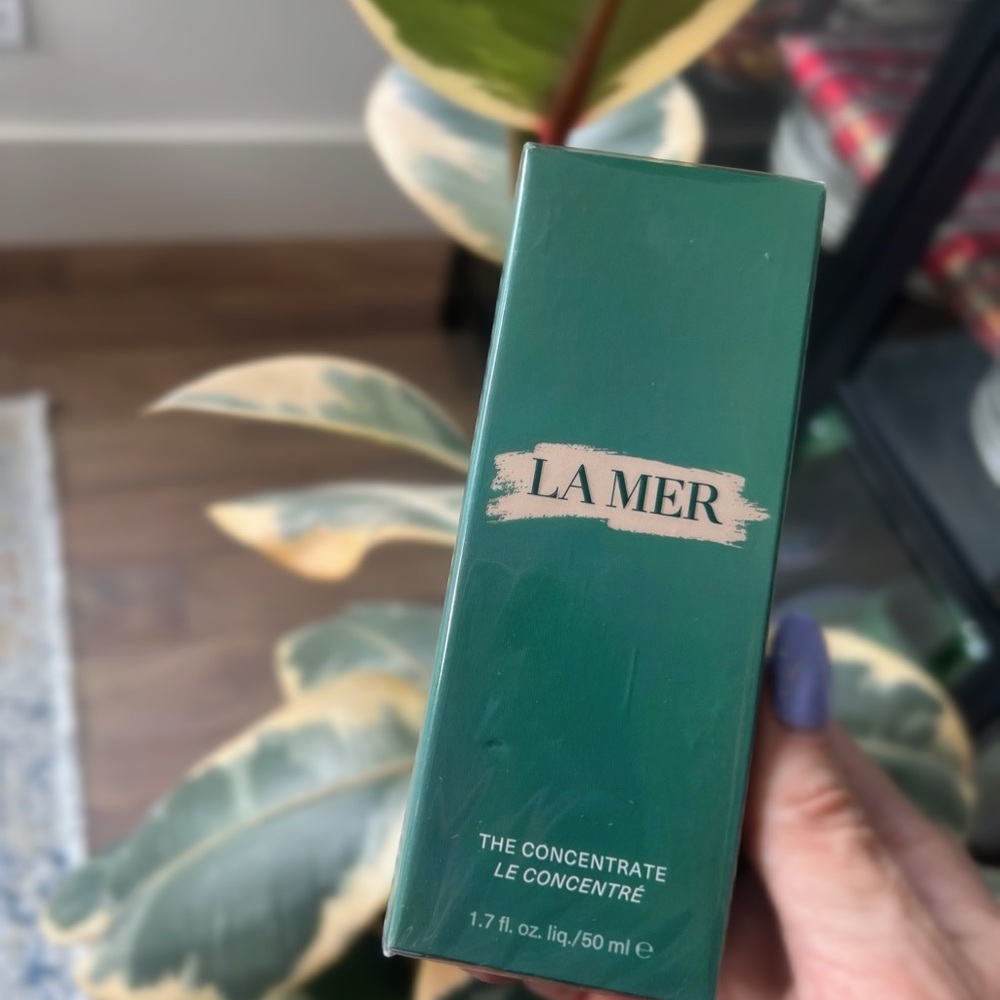 LA MER
THE CONCENTRATE
LE CONCENTRÉ
1.7 fl. oz. liq./50 ml ℮